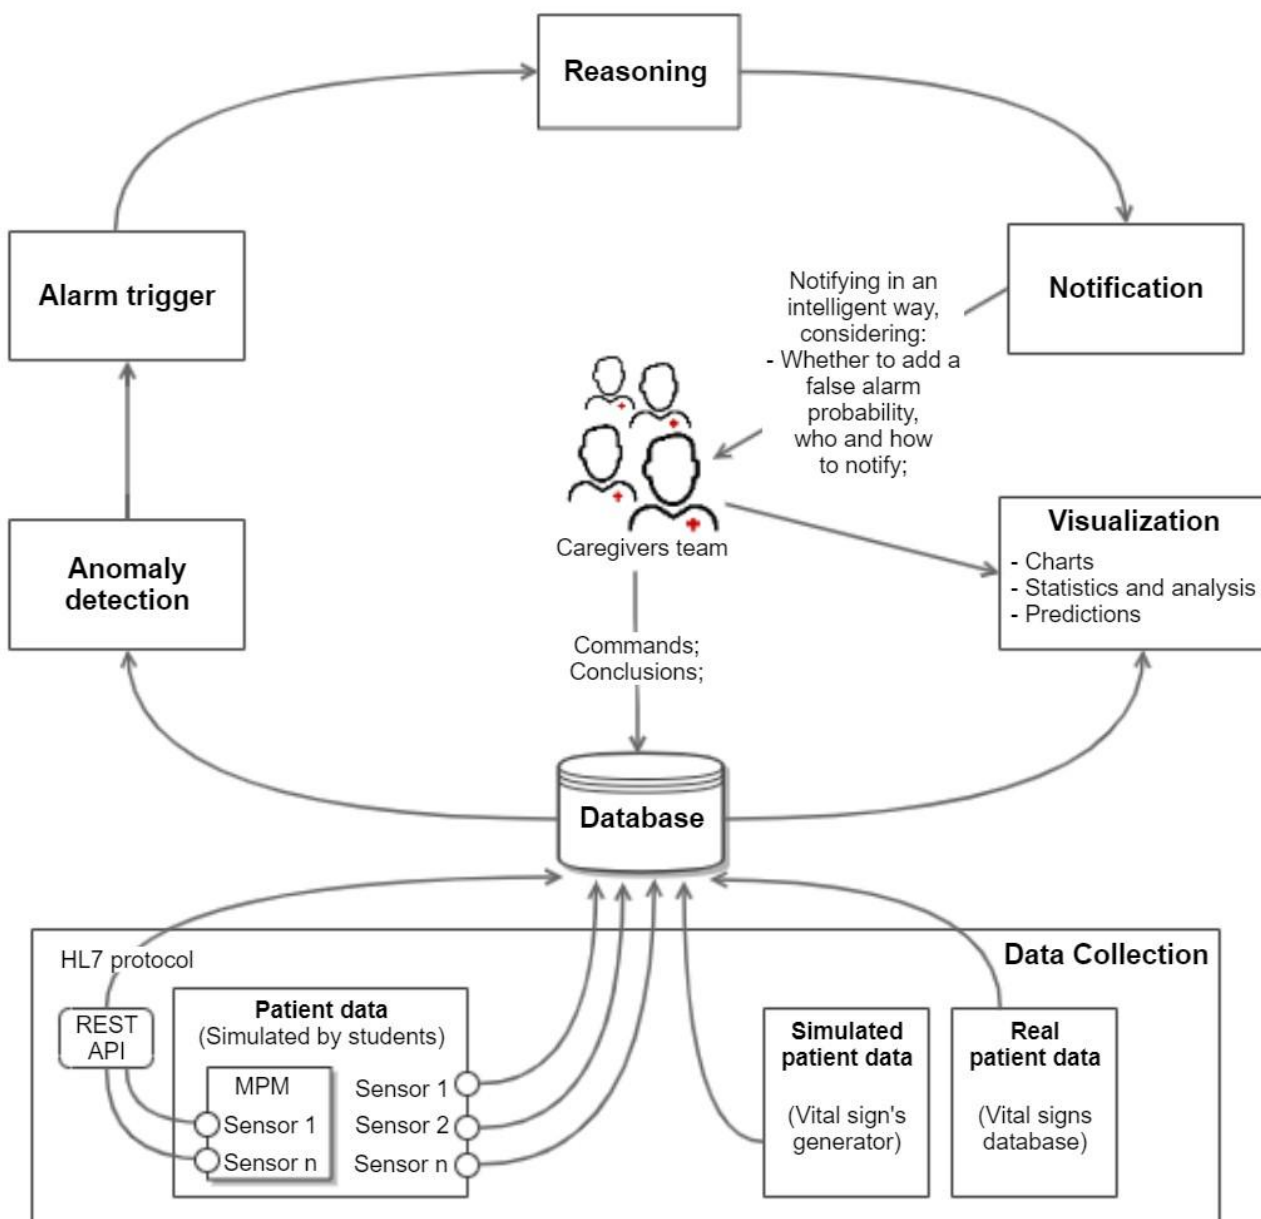 Reasoning
Alarm trigger
Notification
Notifying in an
intelligent way,
considering:
- Whether to add a
false alarm
probability,
who and how
to notify;
Caregivers team
Visualization
- Charts
- Statistics and analysis
- Predictions
Anomaly
detection
Commands;
Conclusions;
Database
Data Collection
HL7 protocol
REST
API
Patient data
(Simulated by students)
MPM
Sensor 1
Sensor n
Sensor 1
Sensor 2
Sensor n
Simulated
patient data
(Vital sign's
generator)
Real
patient data
(Vital signs
database)